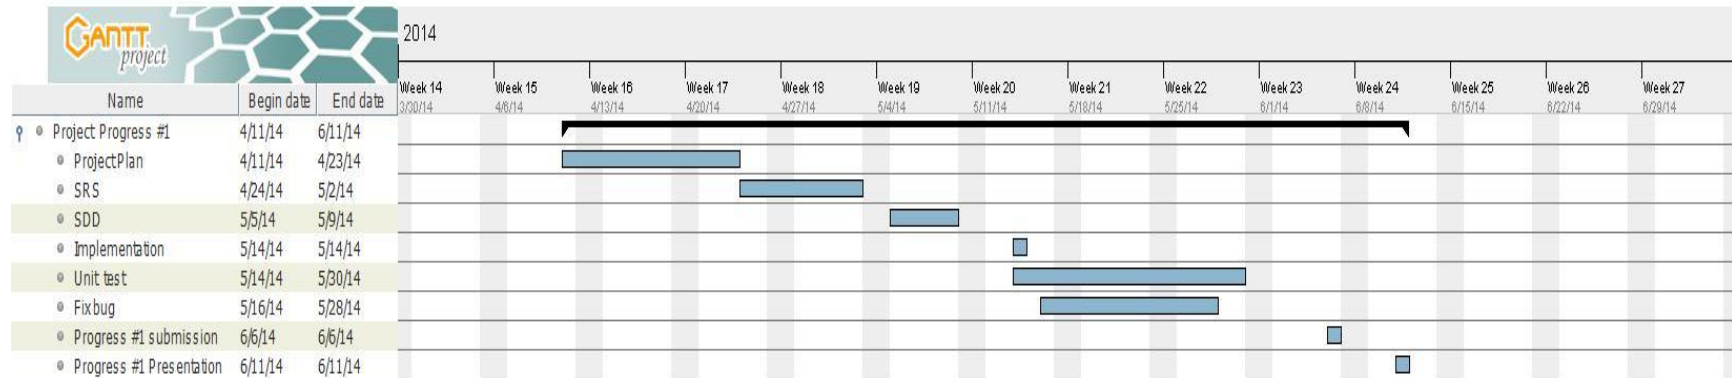 GANTT
project
2014
Week 14 Week 15 Week 16 Week 17 Week 18 Week 19 Week 20 Week 21 Week 22 Week 23 Week 24 Week 25 Week 26 Week 27
3/30/14 4/6/14 4/13/14 4/20/14 4/27/14 5/4/14 5/11/14 5/18/14 5/25/14 6/1/14 6/8/14 6/15/14 6/22/14 6/29/14
Name Begin date End date
Project Progress #1 4/11/14 6/11/14
ProjectPlan 4/11/14 4/23/14
SRS 4/24/14 5/2/14
SDD 5/5/14 5/9/14
Implementation 5/14/14 5/14/14
Unit test 5/14/14 5/30/14
Fixbug 5/16/14 5/28/14
Progress #1 submission 6/6/14 6/6/14
Progress #1 Presentation 6/11/14 6/11/14